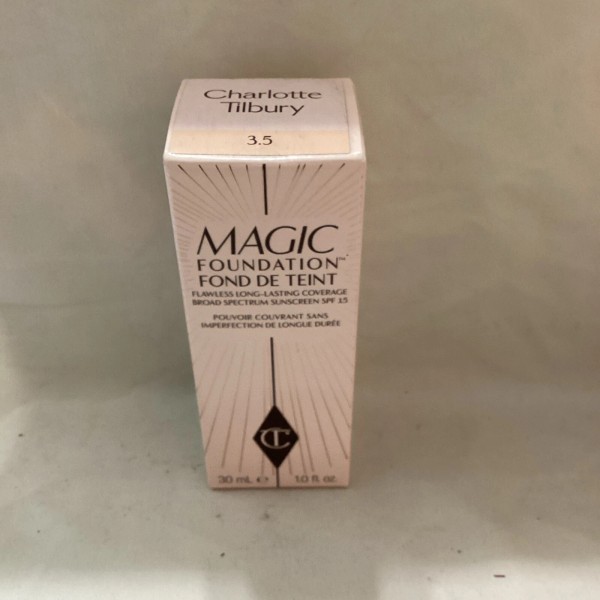 Charlotte
Tilbury
3.5
MAGIC
FOUNDATION™
FOND DE TEINT
FLAWLESS LONG-LASTING COVERAGE
BROAD SPECTRUM SUNSCREEN SPF 15
POUVOIR COUVRANT SANS
IMPERFECTION DE LONGUE DURÉE
CT
30 mL ℮ 1.0 fl. oz.